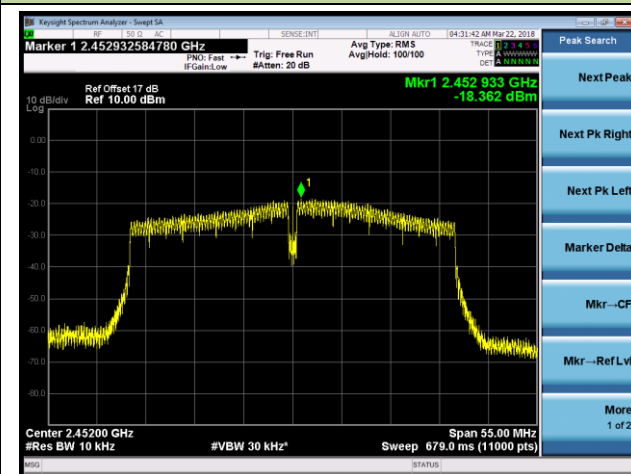 Keysight Spectrum Analyzer - Swept SA
RF 50 Ω AC SENSE:INT ALIGN AUTO 04:31:42 AM Mar 22, 2018
Marker 1 2.452932584780 GHz
PNO: Fast
IFGain:Low
Trig: Free Run
#Atten: 20 dB
Avg Type: RMS
Avg|Hold: 100/100
TRACE 1 2 3 4 5 6
TYPE A WWWWW
DET A N N N N N
Peak Search
Mkr1 2.452 933 GHz
-18.362 dBm
Ref Offset 17 dB
10 dB/div Ref 10.00 dBm
Log
0.00
-10.0
-20.0
-30.0
-40.0
-50.0
-60.0
-70.0
-80.0
1
Next Peak
Next Pk Right
Next Pk Left
Marker Delta
Mkr→CF
Mkr→Ref Lvl
More
1 of 2
Center 2.45200 GHz Span 55.00 MHz
#Res BW 10 kHz #VBW 30 kHz* Sweep 679.0 ms (11000 pts)
MSG STATUS